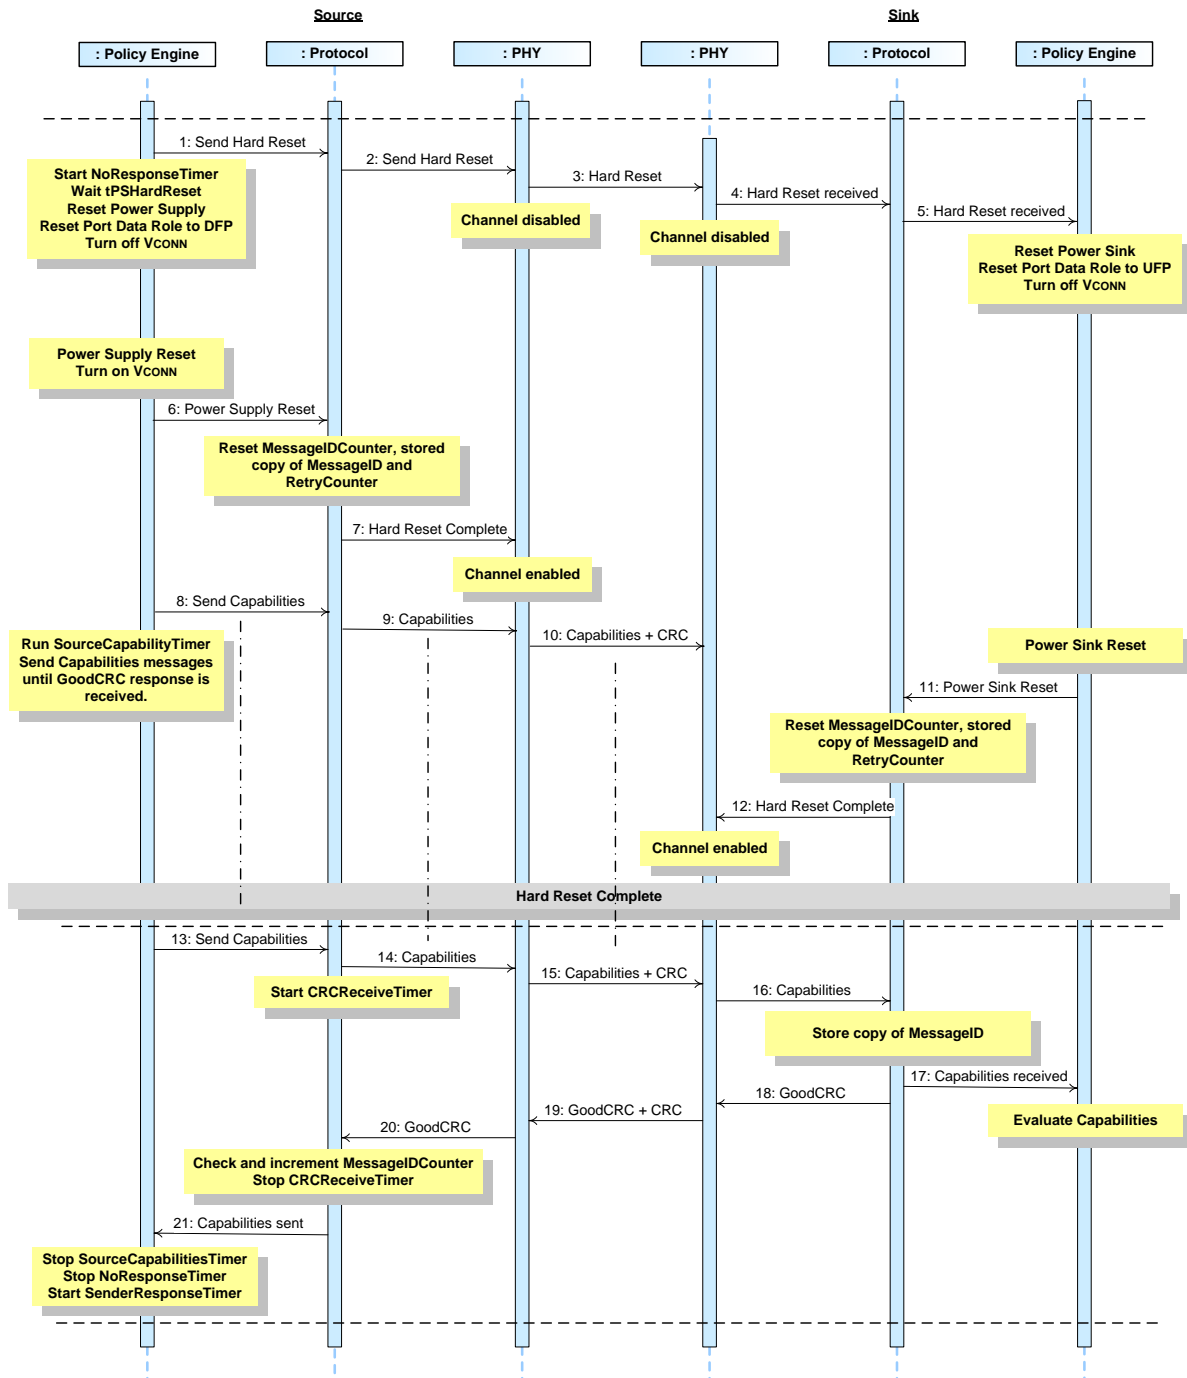 Source
Sink
: Policy Engine
: Protocol
: PHY
: PHY
: Protocol
: Policy Engine
1: Send Hard Reset
2: Send Hard Reset
3: Hard Reset
4: Hard Reset received
5: Hard Reset received
Start NoResponseTimer
Wait tPSHardReset
Reset Power Supply
Reset Port Data Role to DFP
Turn off VCONN
Channel disabled
Channel disabled
Reset Power Sink
Reset Port Data Role to UFP
Turn off VCONN
Power Supply Reset
Turn on VCONN
6: Power Supply Reset
Reset MessageIDCounter, stored
copy of MessageID and
RetryCounter
7: Hard Reset Complete
Channel enabled
8: Send Capabilities
9: Capabilities
10: Capabilities + CRC
Run SourceCapabilityTimer
Send Capabilities messages
until GoodCRC response is
received.
Power Sink Reset
11: Power Sink Reset
Reset MessageIDCounter, stored
copy of MessageID and
RetryCounter
12: Hard Reset Complete
Channel enabled
Hard Reset Complete
13: Send Capabilities
14: Capabilities
15: Capabilities + CRC
Start CRCReceiveTimer
16: Capabilities
Store copy of MessageID
17: Capabilities received
18: GoodCRC
19: GoodCRC + CRC
20: GoodCRC
Evaluate Capabilities
Check and increment MessageIDCounter
Stop CRCReceiveTimer
21: Capabilities sent
Stop SourceCapabilitiesTimer
Stop NoResponseTimer
Start SenderResponseTimer